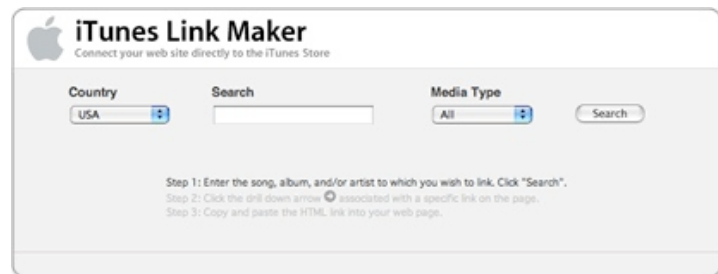 iTunes Link Maker
Connect your web site directly to the iTunes Store
Country Search Media Type
USA All Search
Step 1: Enter the song, album, and/or artist to which you wish to link. Click "Search".
Step 2: Click the drill down arrow associated with a specific link on the page.
Step 3: Copy and paste the HTML link into your web page.